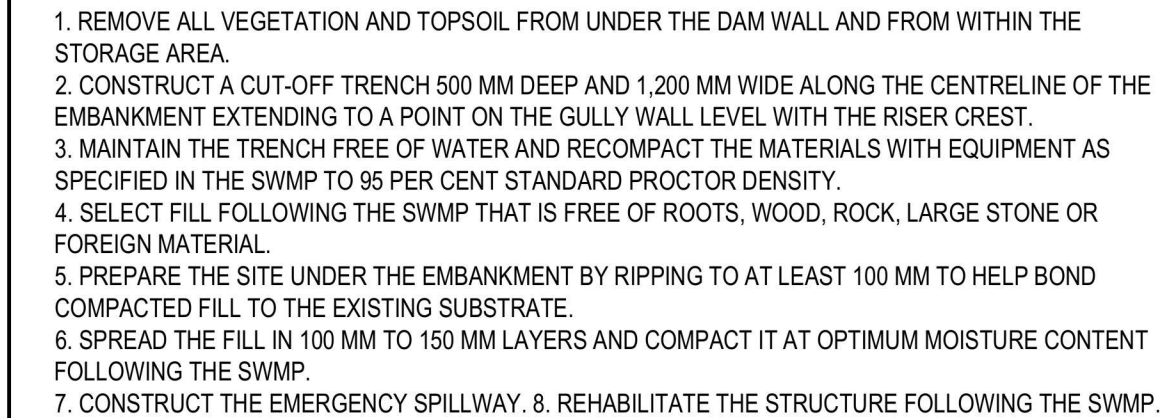 1. REMOVE ALL VEGETATION AND TOPSOIL FROM UNDER THE DAM WALL AND FROM WITHIN THE
STORAGE AREA.
2. CONSTRUCT A CUT-OFF TRENCH 500 MM DEEP AND 1,200 MM WIDE ALONG THE CENTRELINE OF THE
EMBANKMENT EXTENDING TO A POINT ON THE GULLY WALL LEVEL WITH THE RISER CREST.
3. MAINTAIN THE TRENCH FREE OF WATER AND RECOMPACT THE MATERIALS WITH EQUIPMENT AS
SPECIFIED IN THE SWMP TO 95 PER CENT STANDARD PROCTOR DENSITY.
4. SELECT FILL FOLLOWING THE SWMP THAT IS FREE OF ROOTS, WOOD, ROCK, LARGE STONE OR
FOREIGN MATERIAL.
5. PREPARE THE SITE UNDER THE EMBANKMENT BY RIPPING TO AT LEAST 100 MM TO HELP BOND
COMPACTED FILL TO THE EXISTING SUBSTRATE.
6. SPREAD THE FILL IN 100 MM TO 150 MM LAYERS AND COMPACT IT AT OPTIMUM MOISTURE CONTENT
FOLLOWING THE SWMP.
7. CONSTRUCT THE EMERGENCY SPILLWAY. 8. REHABILITATE THE STRUCTURE FOLLOWING THE SWMP.